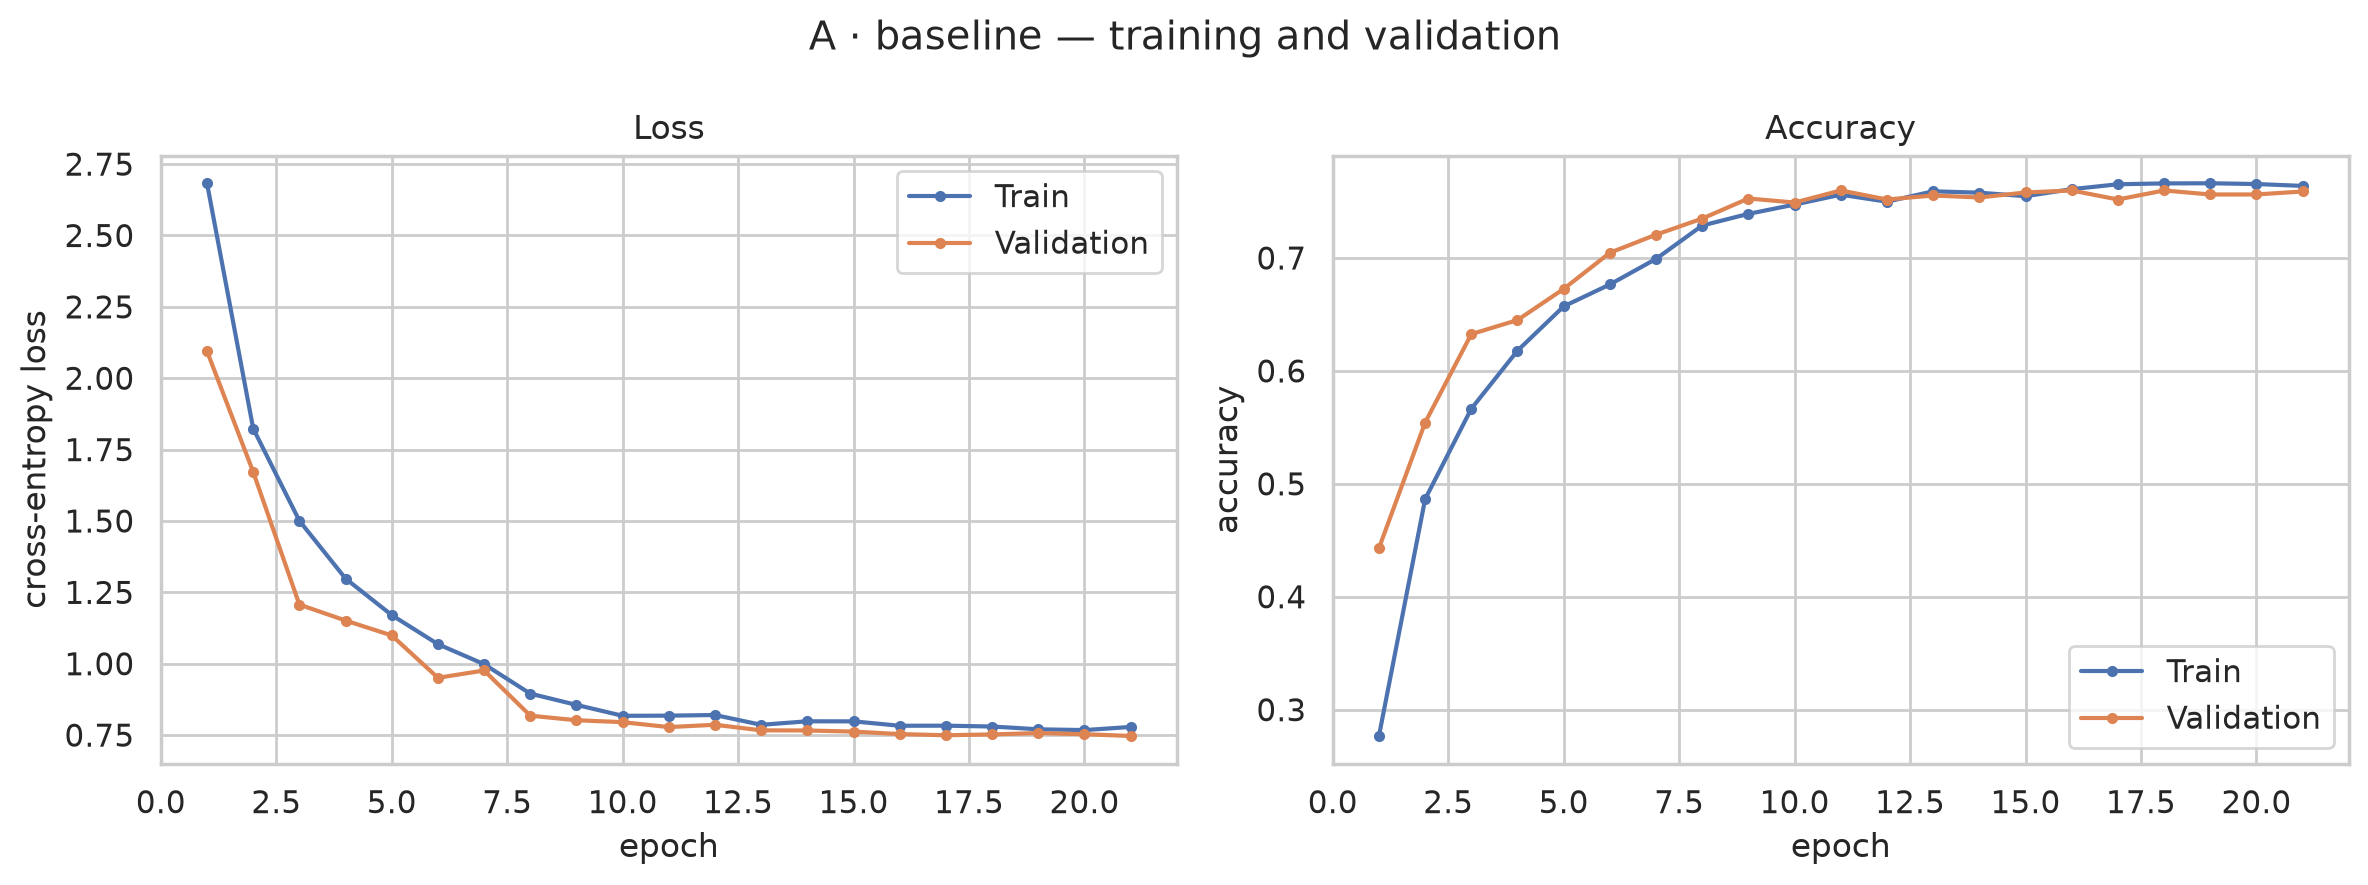 A · baseline — training and validation
Loss
2.75
2.50
2.25
2.00
1.75
1.50
1.25
1.00
0.75
cross-entropy loss
Train
Validation
0.0 2.5 5.0 7.5 10.0 12.5 15.0 17.5 20.0
epoch
Accuracy
0.7
0.6
0.5
0.4
0.3
accuracy
Train
Validation
0.0 2.5 5.0 7.5 10.0 12.5 15.0 17.5 20.0
epoch